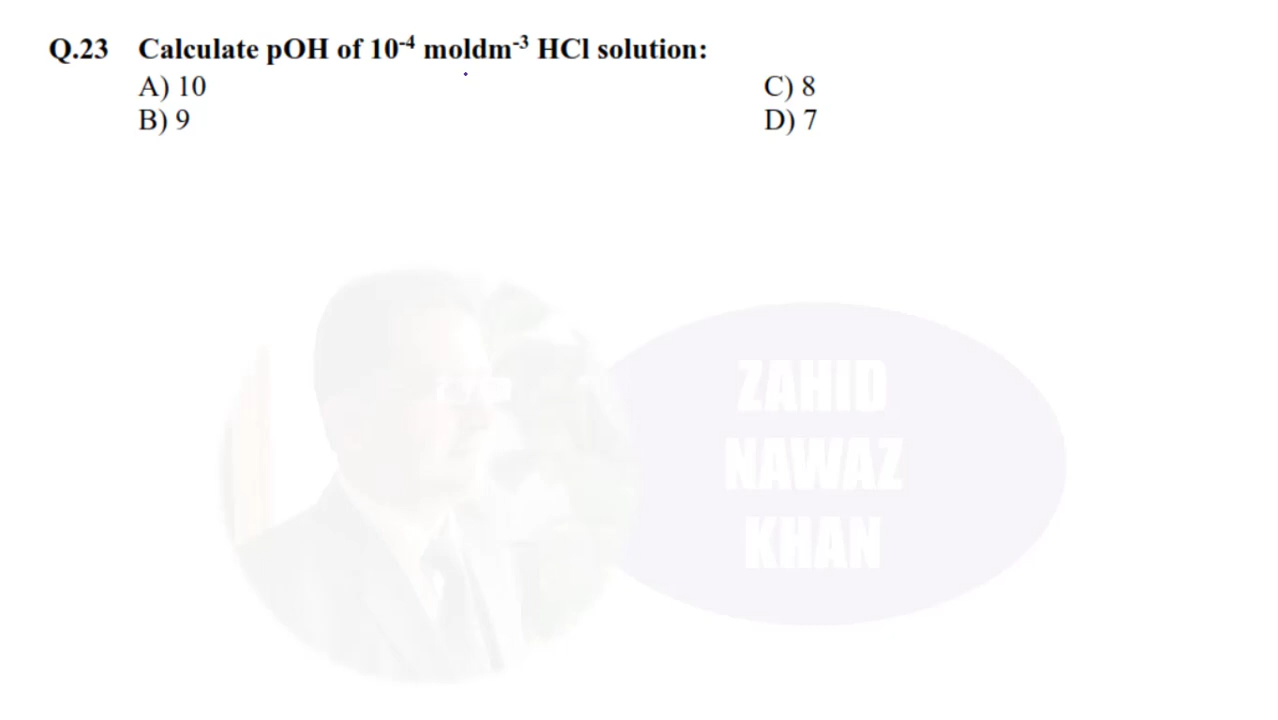 Q.23 Calculate pOH of 10⁻⁴ moldm⁻³ HCl solution:
A) 10
B) 9
C) 8
D) 7
ZAHID
NAWAZ
KHAN